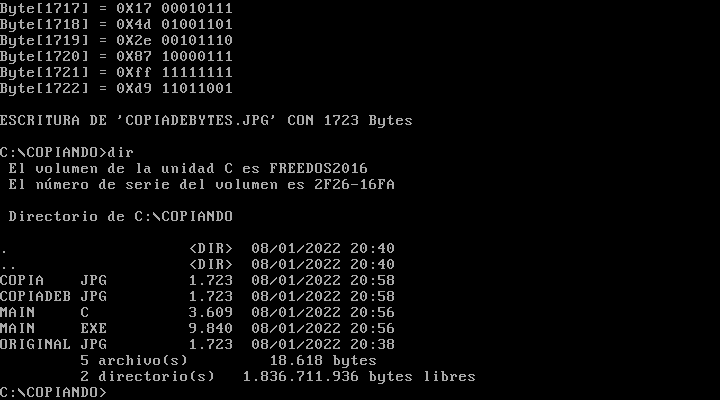 Byte[1717] = 0X17 00010111
Byte[1718] = 0X4d 01001101
Byte[1719] = 0X2e 00101110
Byte[1720] = 0X87 10000111
Byte[1721] = 0Xff 11111111
Byte[1722] = 0Xd9 11011001
ESCRITURA DE 'COPIADEBYTES.JPG' CON 1723 Bytes
C:\COPIANDO>dir
El volumen de la unidad C es FREEDOS2016
El número de serie del volumen es 2F26-16FA
Directorio de C:\COPIANDO
. <DIR> 08/01/2022 20:40
.. <DIR> 08/01/2022 20:40
COPIA JPG 1.723 08/01/2022 20:58
COPIADEB JPG 1.723 08/01/2022 20:58
MAIN C 3.609 08/01/2022 20:56
MAIN EXE 9.840 08/01/2022 20:56
ORIGINAL JPG 1.723 08/01/2022 20:38
5 archivo(s) 18.618 bytes
2 directorio(s) 1.836.711.936 bytes libres
C:\COPIANDO>